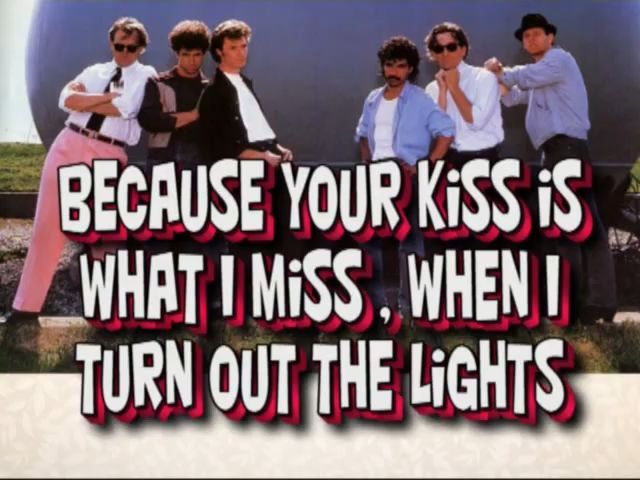 BECAUSE YOUR KiSS iS
WHAT I MiSS , WHEN I
TURN OUT THE LiGHTS